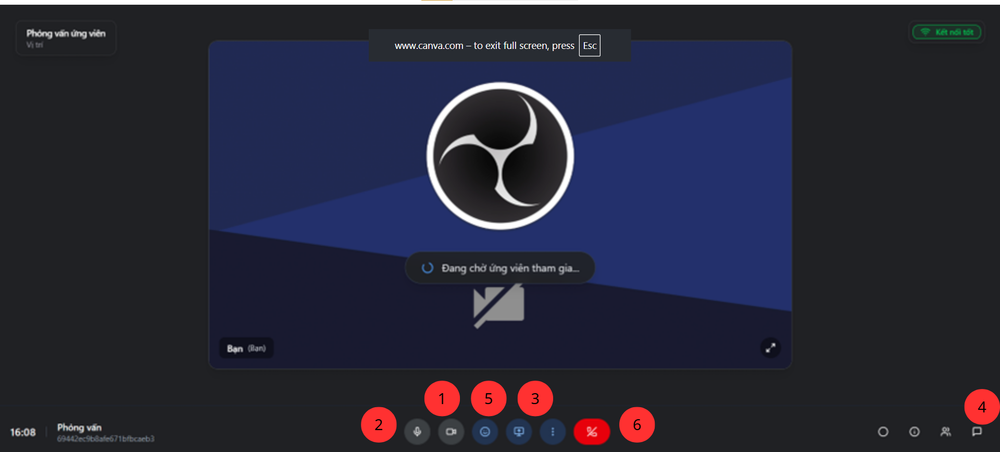 Phỏng vấn ứng viên
Vị trí
www.canva.com – to exit full screen, press Esc
Kết nối tốt
Đang chờ ứng viên tham gia...
Bạn (Bạn)
1
5
3
4
2
6
16:08
Phỏng vấn
69442ec9b8afe671bfbcaeb3